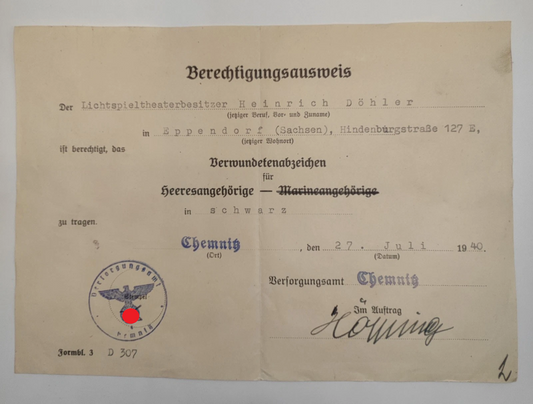 Berechtigungsausweis
Der Lichtspieltheaterbesitzer Heinrich Döhler
(jetziger Beruf, Vor- und Zuname)
in Eppendorf (Sachsen), Hindenburgstraße 127 E,
(jetziger Wohnort)
ist berechtigt, das
Verwundetenabzeichen
für
Heeresangehörige — Marineangehörige
in schwarz
zu tragen.
Chemnitz, den 27. Juli 1940.
(Ort) (Datum)
Versorgungsamt Chemnitz
Im Auftrag
Versorgungsamt
Stempel
Chemnitz
Formbl. 3 D 307